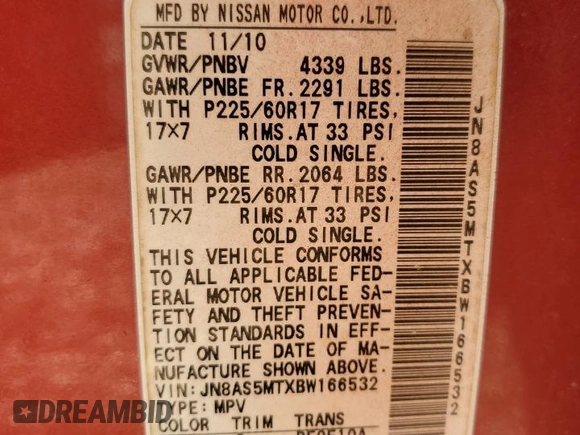 MFD BY NISSAN MOTOR CO.,LTD.
DATE 11/10
GVWR/PNBV 4339 LBS.
GAWR/PNBE FR.2291 LBS.
WITH P225/60R17 TIRES,
17×7 RIMS.AT 33 PSI
COLD SINGLE.
GAWR/PNBE RR.2064 LBS.
WITH P225/60R17 TIRES,
17×7 RIMS.AT 33 PSI
COLD SINGLE.
THIS VEHICLE CONFORMS
TO ALL APPLICABLE FED-
ERAL MOTOR VEHICLE SA-
FETY AND THEFT PREVEN-
TION STANDARDS IN EFF-
ECT ON THE DATE OF MA-
NUFACTURE SHOWN ABOVE.
VIN:JN8AS5MTXBW166532
TYPE:MPV
COLOR TRIM TRANS
JN8AS5MTXBW166532
DREAMBID